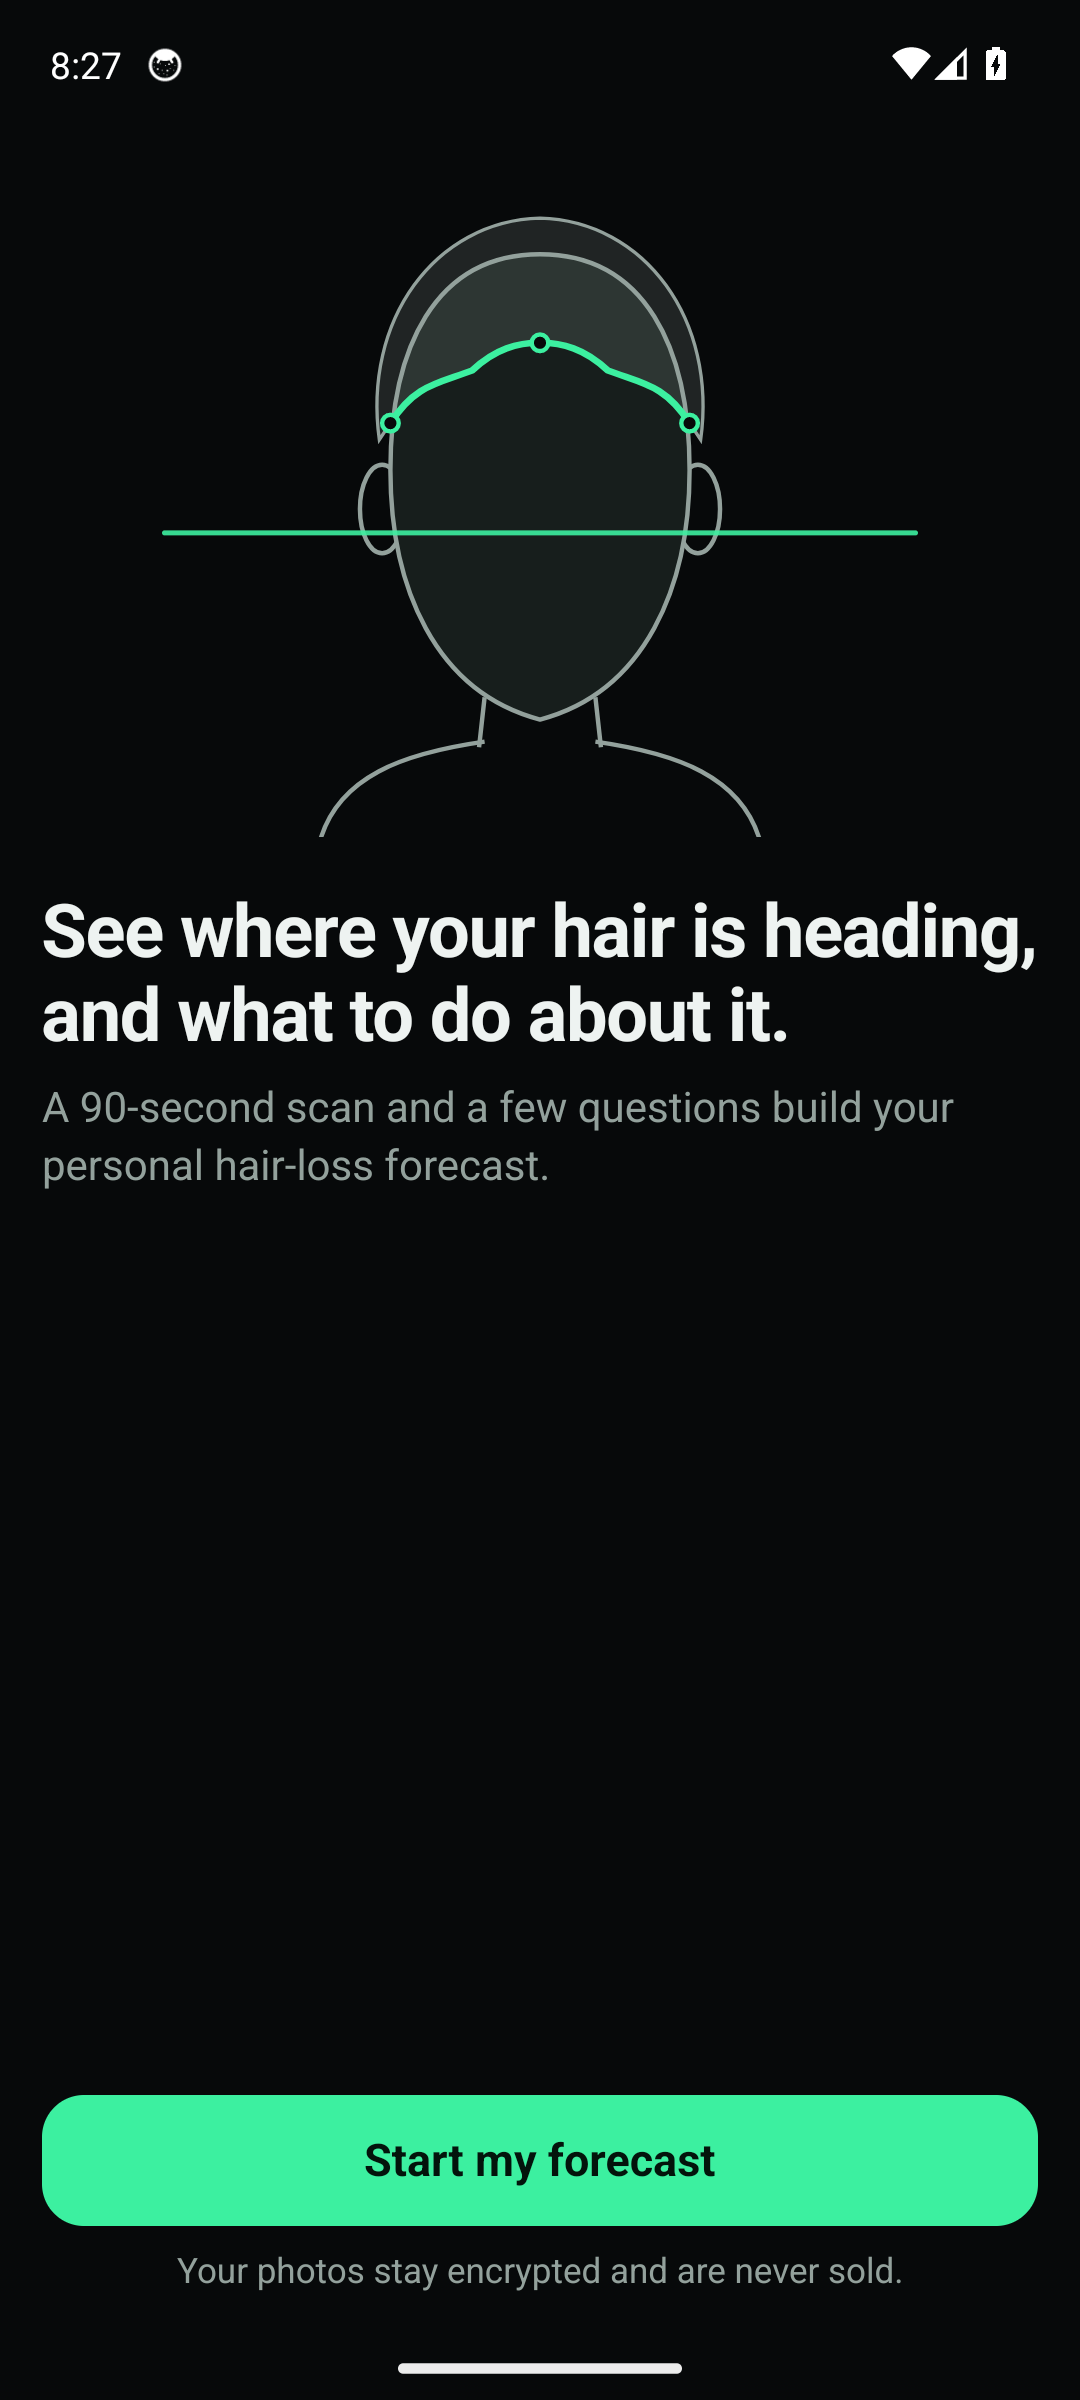 8:27
See where your hair is heading,
and what to do about it.
A 90-second scan and a few questions build your
personal hair-loss forecast.
Start my forecast
Your photos stay encrypted and are never sold.